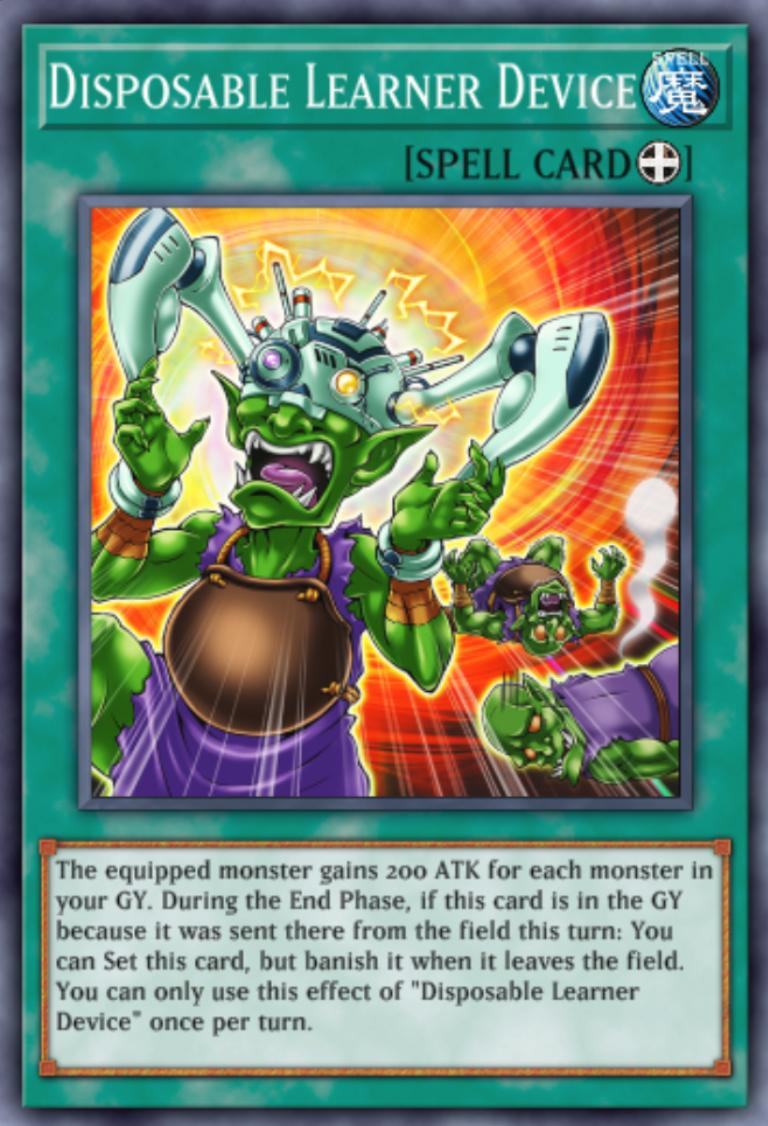 DISPOSABLE LEARNER DEVICE
SPELL
魔
[SPELL CARD]
The equipped monster gains 200 ATK for each monster in
your GY. During the End Phase, if this card is in the GY
because it was sent there from the field this turn: You
can Set this card, but banish it when it leaves the field.
You can only use this effect of "Disposable Learner
Device" once per turn.